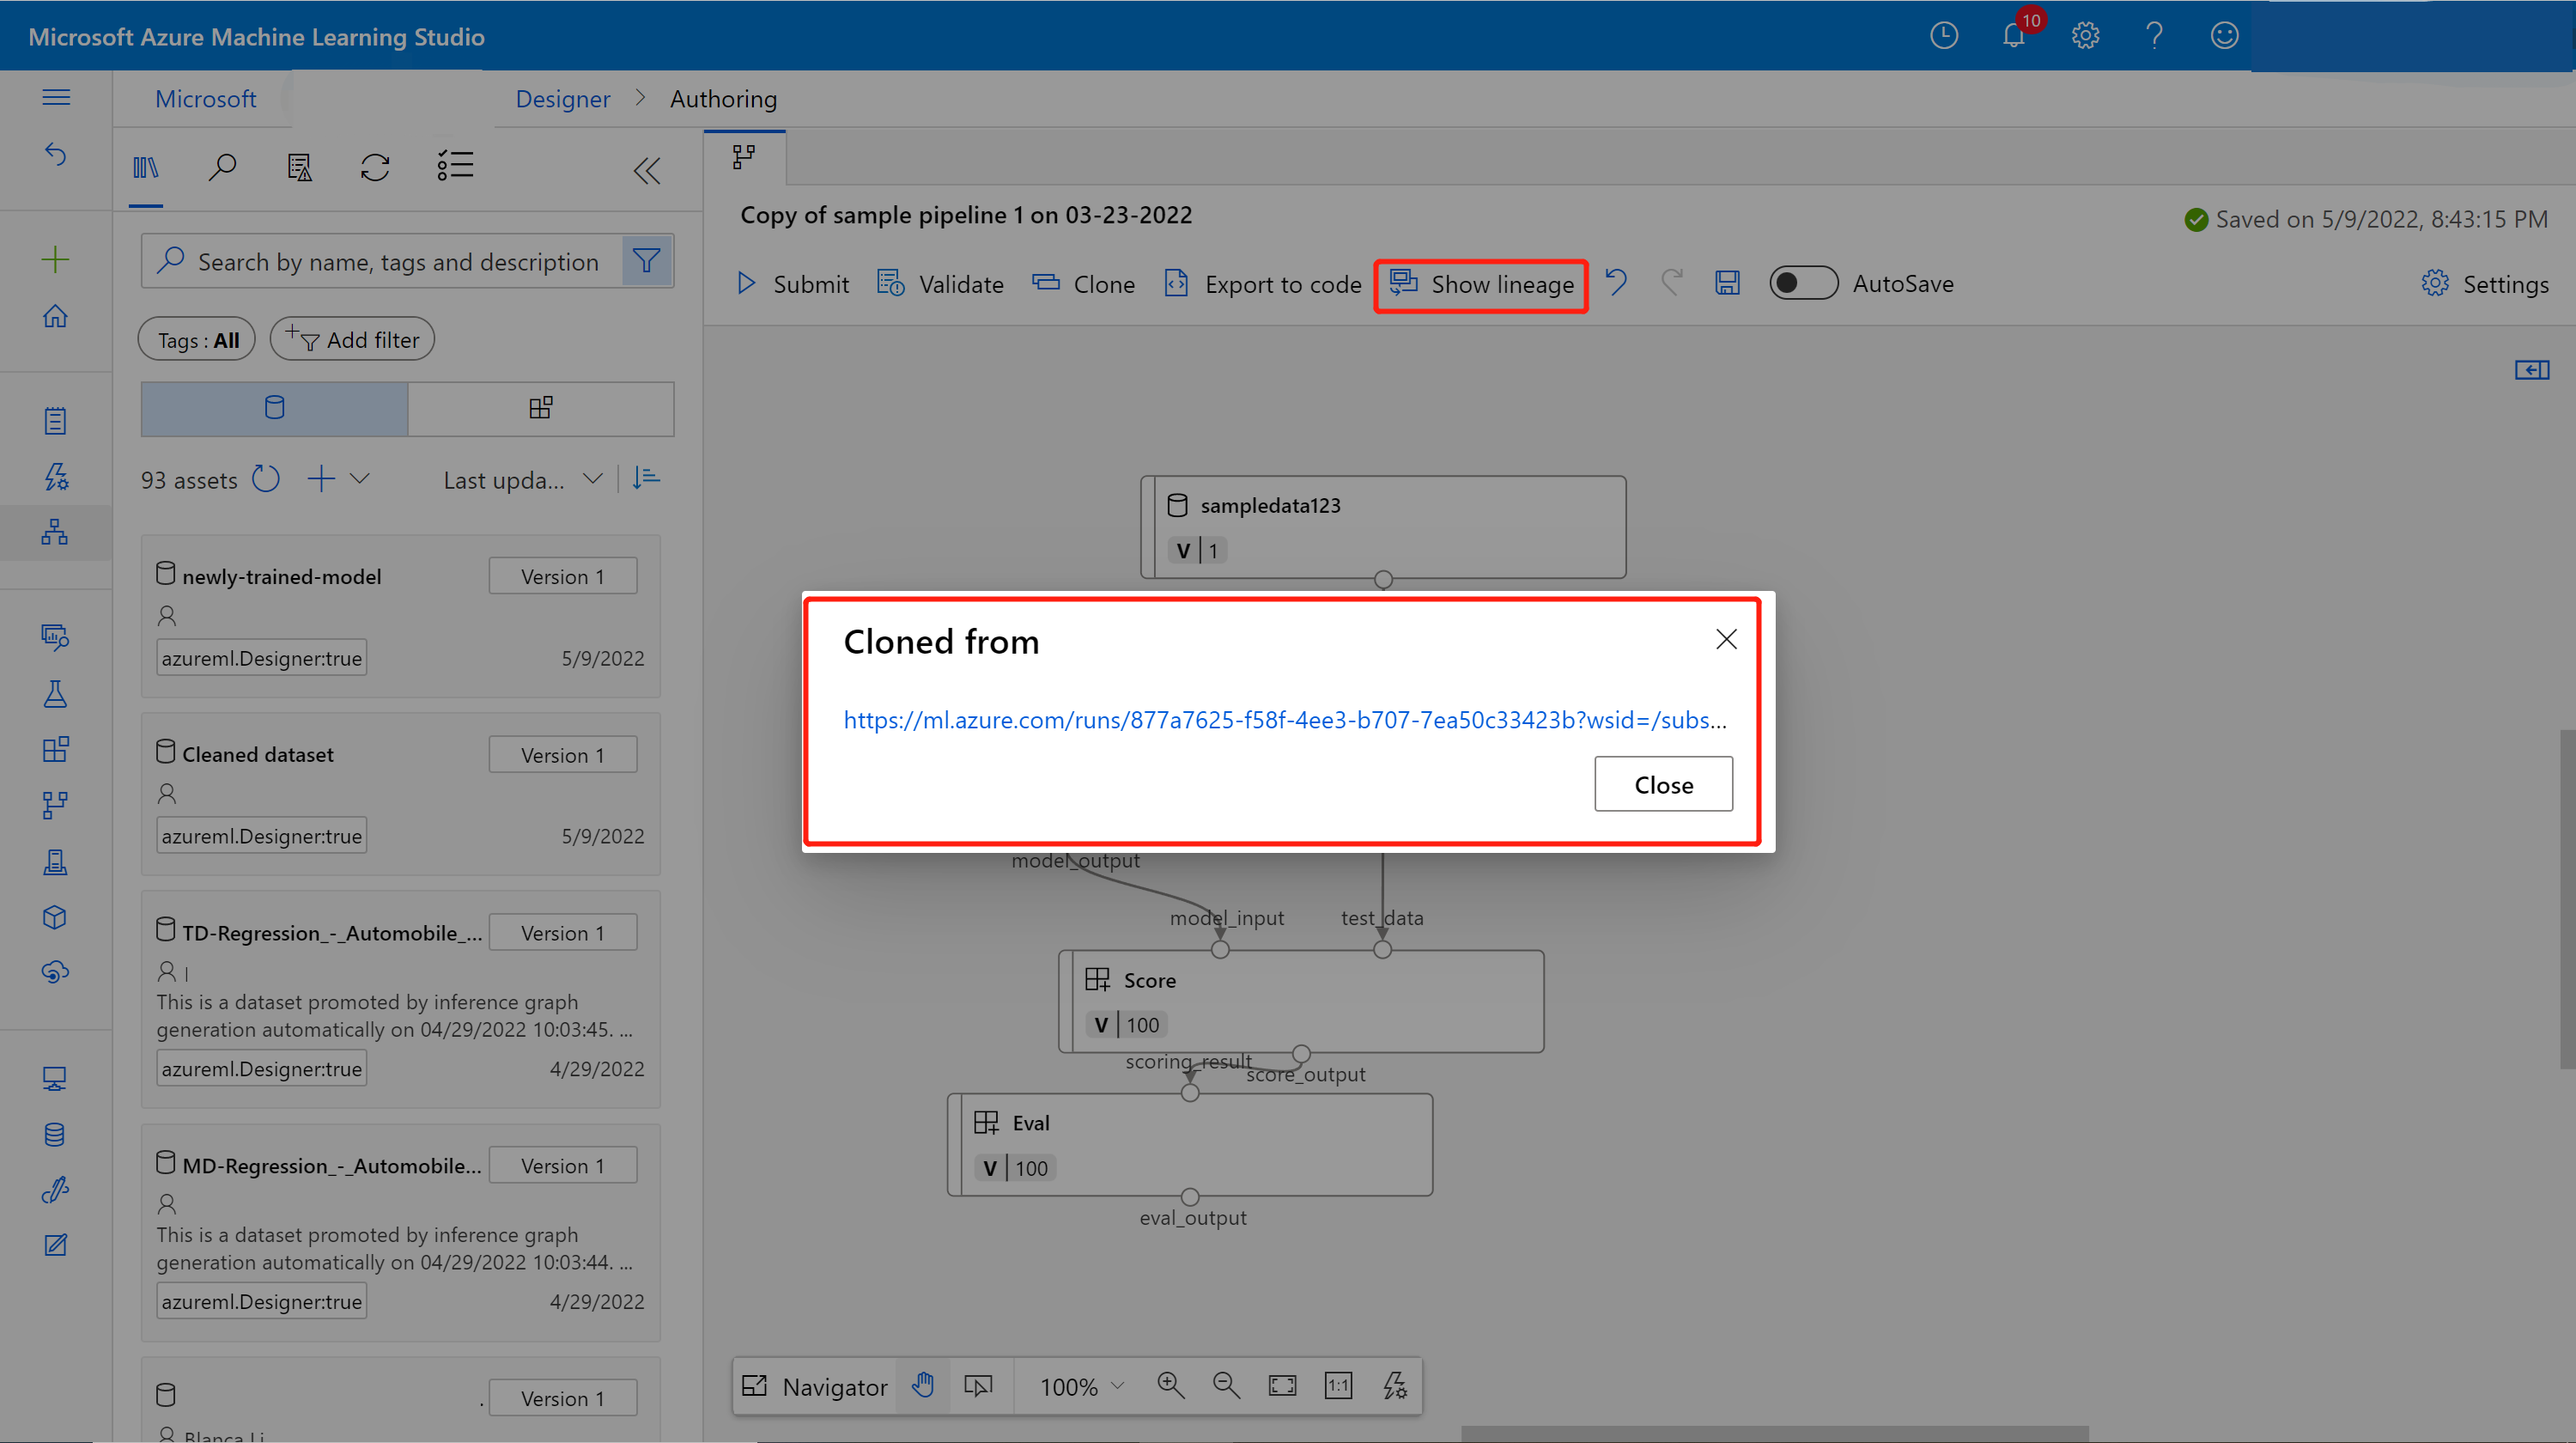 Microsoft Azure Machine Learning Studio
10
Microsoft
Designer
Authoring
Search by name, tags and description
Tags : All
Add filter
93 assets
Last upda...
newly-trained-model
Version 1
azureml.Designer:true
5/9/2022
Cleaned dataset
Version 1
azureml.Designer:true
5/9/2022
TD-Regression_-_Automobile_...
Version 1
This is a dataset promoted by inference graph
generation automatically on 04/29/2022 10:03:45. ...
azureml.Designer:true
4/29/2022
MD-Regression_-_Automobile...
Version 1
This is a dataset promoted by inference graph
generation automatically on 04/29/2022 10:03:44. ...
azureml.Designer:true
4/29/2022
Version 1
Blanca Li
Copy of sample pipeline 1 on 03-23-2022
Saved on 5/9/2022, 8:43:15 PM
Submit
Validate
Clone
Export to code
Show lineage
AutoSave
Settings
sampledata123
V 1
Cloned from
https://ml.azure.com/runs/877a7625-f58f-4ee3-b707-7ea50c33423b?wsid=/subs...
Close
model_output
model_input
test_data
Score
V 100
scoring_result
score_output
Eval
V 100
eval_output
Navigator
100%
1:1